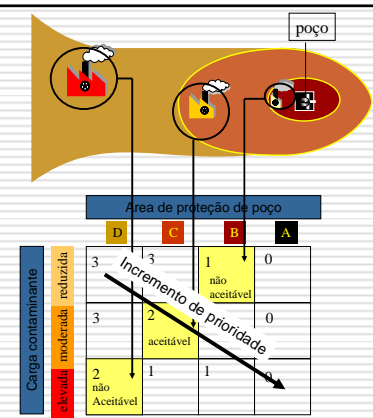 poço
Area de proteção de poço
D C B A
Carga contaminante
reduzida
moderada
elevada
3 3 1 0
não
aceitável
Incremento de prioridade
3 2 0
aceitável
2 1 1 0
não
Aceitável